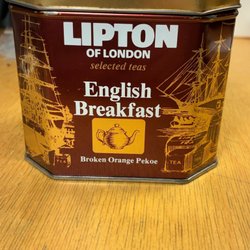 LIPTON
OF LONDON
selected teas
English
Breakfast
Broken Orange Pekoe
TEA